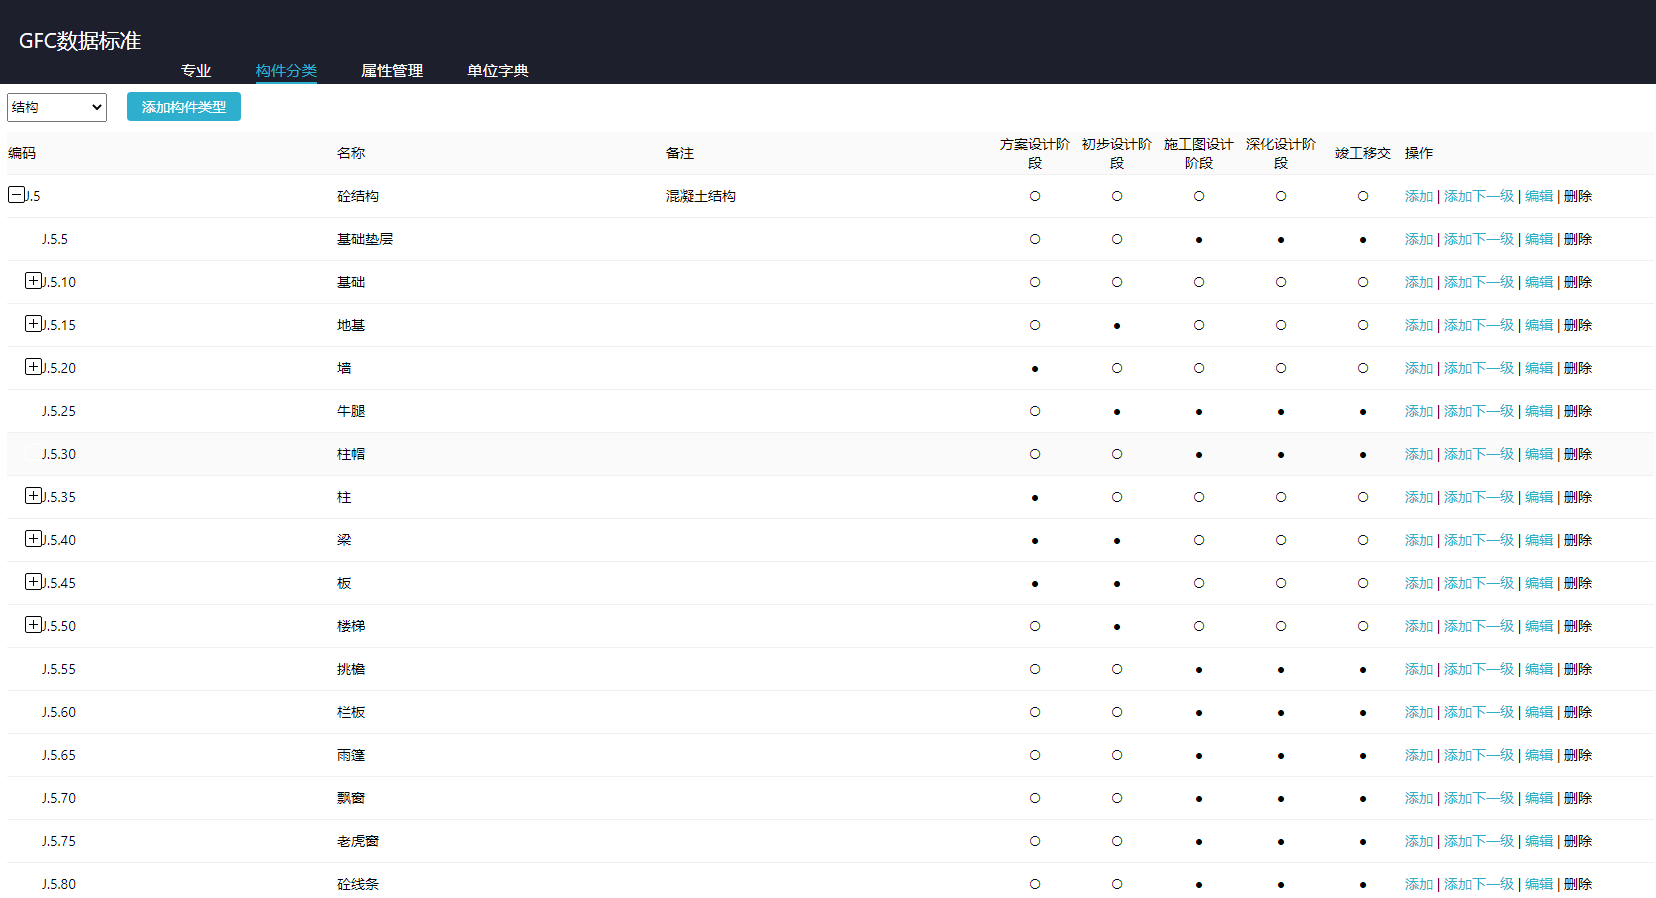 GFC数据标准
专业 构件分类 属性管理 单位字典
结构 添加构件类型
编码 名称 备注 方案设计阶段 初步设计阶段 施工图设计阶段 深化设计阶段 竣工移交 操作
J.5 砼结构 混凝土结构 ○ ○ ○ ○ ○ 添加 | 添加下一级 | 编辑 | 删除
J.5.5 基础垫层 ○ ○ ● ● ● 添加 | 添加下一级 | 编辑 | 删除
J.5.10 基础 ○ ○ ○ ○ ○ 添加 | 添加下一级 | 编辑 | 删除
J.5.15 地基 ○ ● ○ ○ ○ 添加 | 添加下一级 | 编辑 | 删除
J.5.20 墙 ● ○ ○ ○ ○ 添加 | 添加下一级 | 编辑 | 删除
J.5.25 牛腿 ○ ● ● ● ● 添加 | 添加下一级 | 编辑 | 删除
J.5.30 柱帽 ○ ○ ● ● ● 添加 | 添加下一级 | 编辑 | 删除
J.5.35 柱 ● ○ ○ ○ ○ 添加 | 添加下一级 | 编辑 | 删除
J.5.40 梁 ● ● ○ ○ ○ 添加 | 添加下一级 | 编辑 | 删除
J.5.45 板 ● ● ○ ○ ○ 添加 | 添加下一级 | 编辑 | 删除
J.5.50 楼梯 ○ ● ○ ○ ○ 添加 | 添加下一级 | 编辑 | 删除
J.5.55 挑檐 ○ ○ ● ● ● 添加 | 添加下一级 | 编辑 | 删除
J.5.60 栏板 ○ ○ ● ● ● 添加 | 添加下一级 | 编辑 | 删除
J.5.65 雨篷 ○ ○ ● ● ● 添加 | 添加下一级 | 编辑 | 删除
J.5.70 飘窗 ○ ○ ● ● ● 添加 | 添加下一级 | 编辑 | 删除
J.5.75 老虎窗 ○ ○ ● ● ● 添加 | 添加下一级 | 编辑 | 删除
J.5.80 砼线条 ○ ○ ● ● ● 添加 | 添加下一级 | 编辑 | 删除